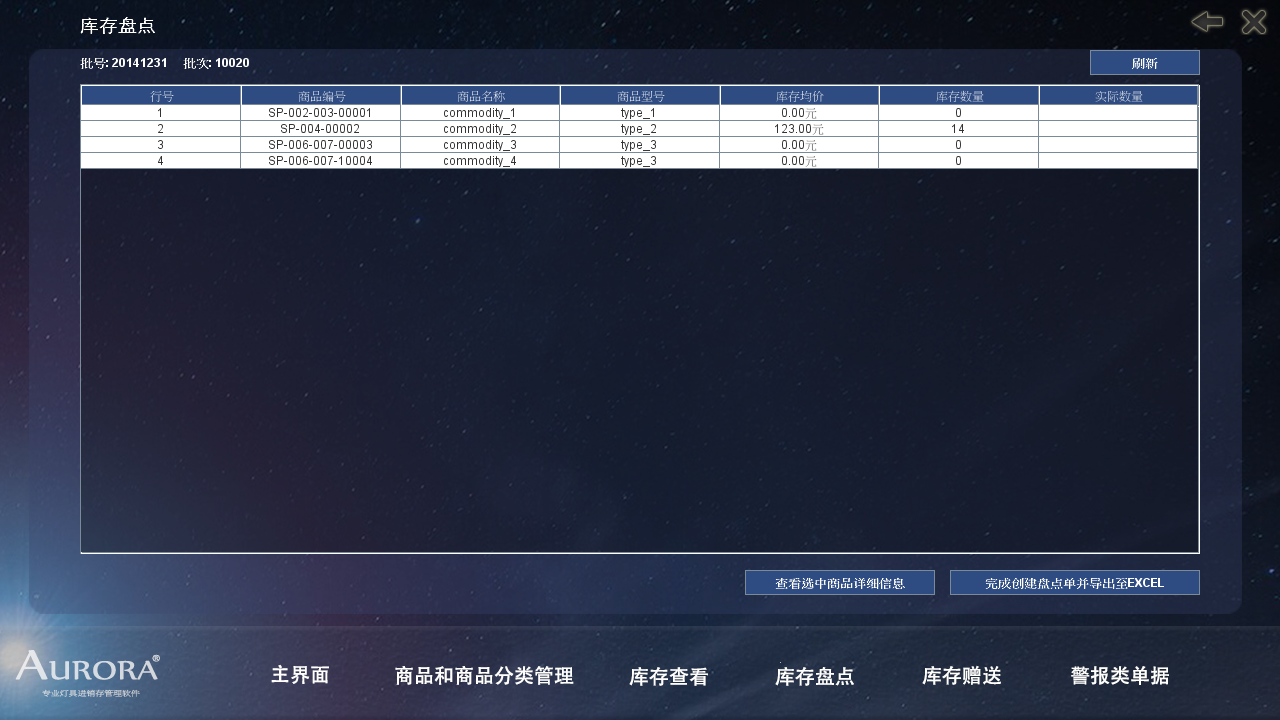 库存盘点
批号: 20141231 批次: 10020
刷新
行号 商品编号 商品名称 商品型号 库存均价 库存数量 实际数量
1 SP-002-003-00001 commodity_1 type_1 0.00元 0
2 SP-004-00002 commodity_2 type_2 123.00元 14
3 SP-006-007-00003 commodity_3 type_3 0.00元 0
4 SP-006-007-10004 commodity_4 type_3 0.00元 0
查看选中商品详细信息 完成创建盘点单并导出至EXCEL
AURORA®
专业灯具进销存管理软件
主界面 商品和商品分类管理 库存查看 库存盘点 库存赠送 警报类单据